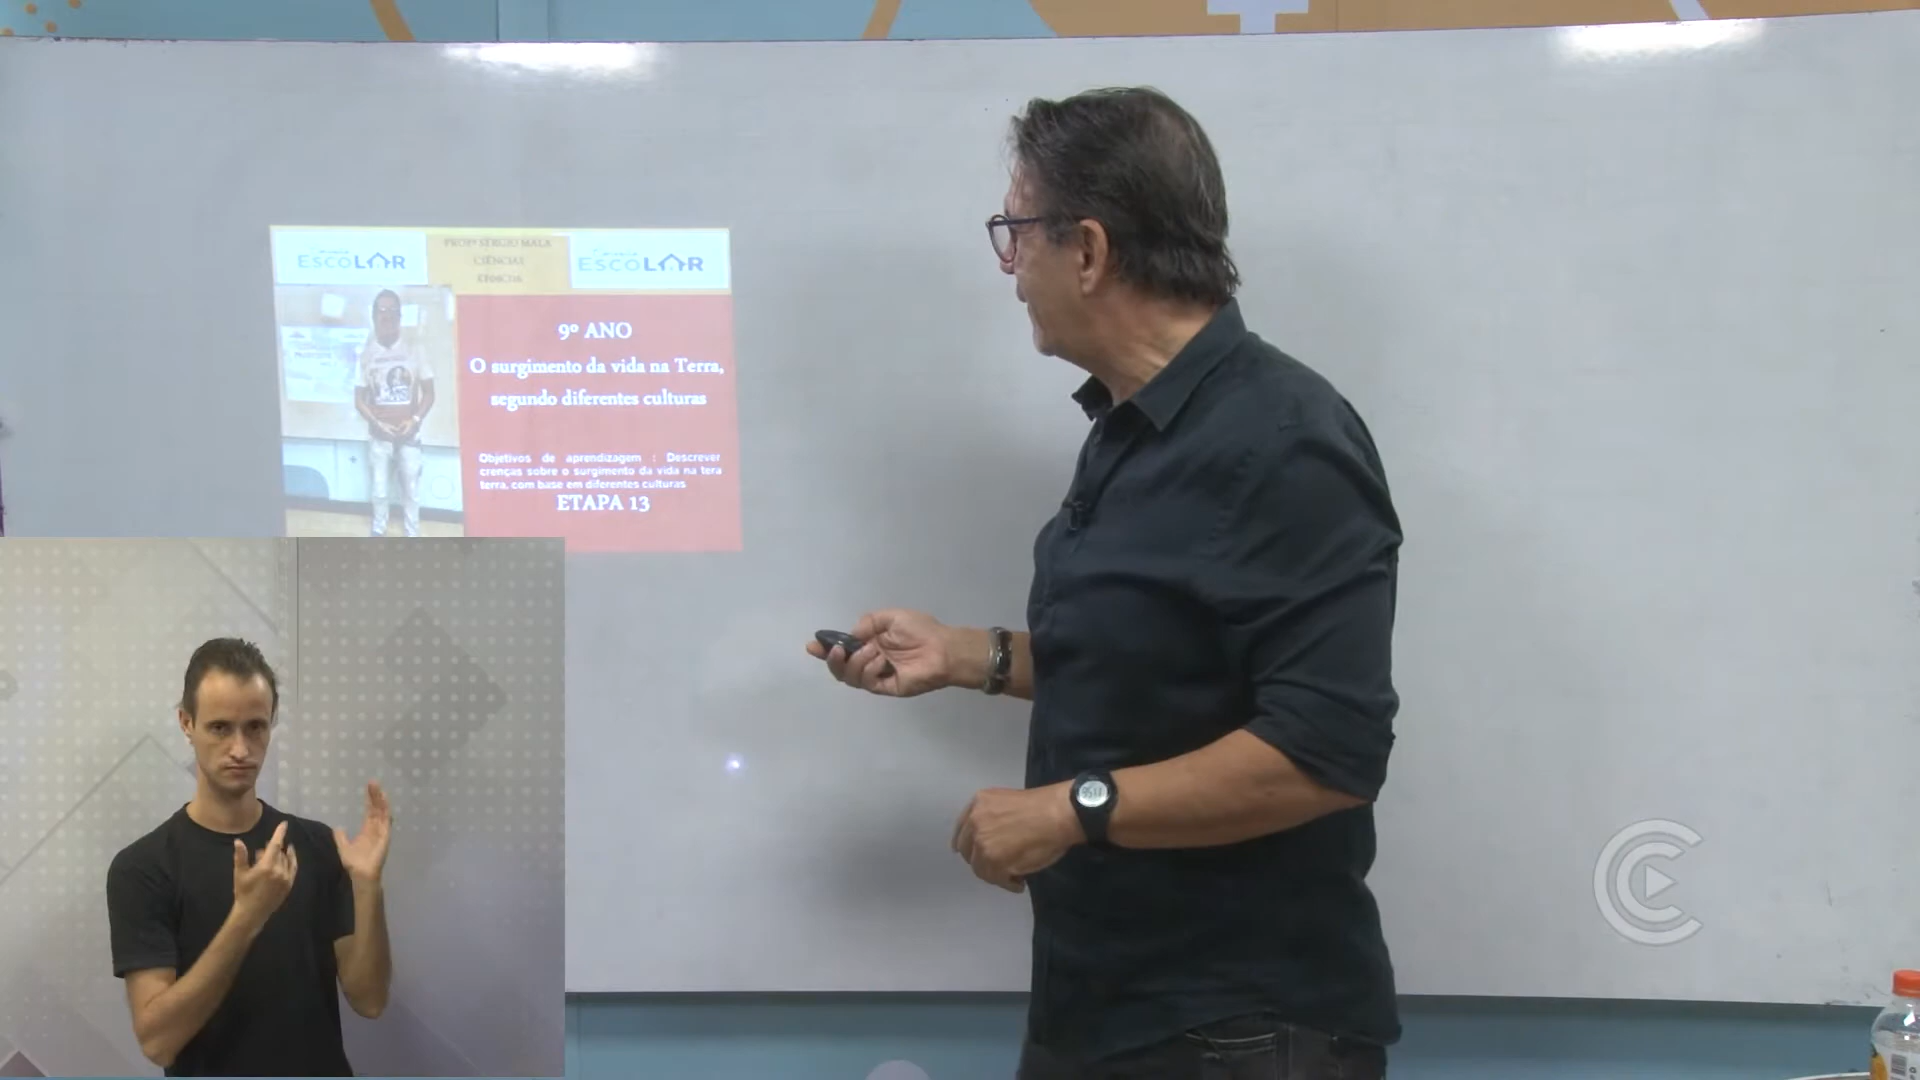 ESCOLAR
PROFº SERGIO MALA
CIÊNCIAS
ESCOLAR
9º ANO
O surgimento da vida na Terra,
segundo diferentes culturas
Objetivos de aprendizagem : Descrever
crenças sobre o surgimento da vida na tera
terra, com base em diferentes culturas
ETAPA 13